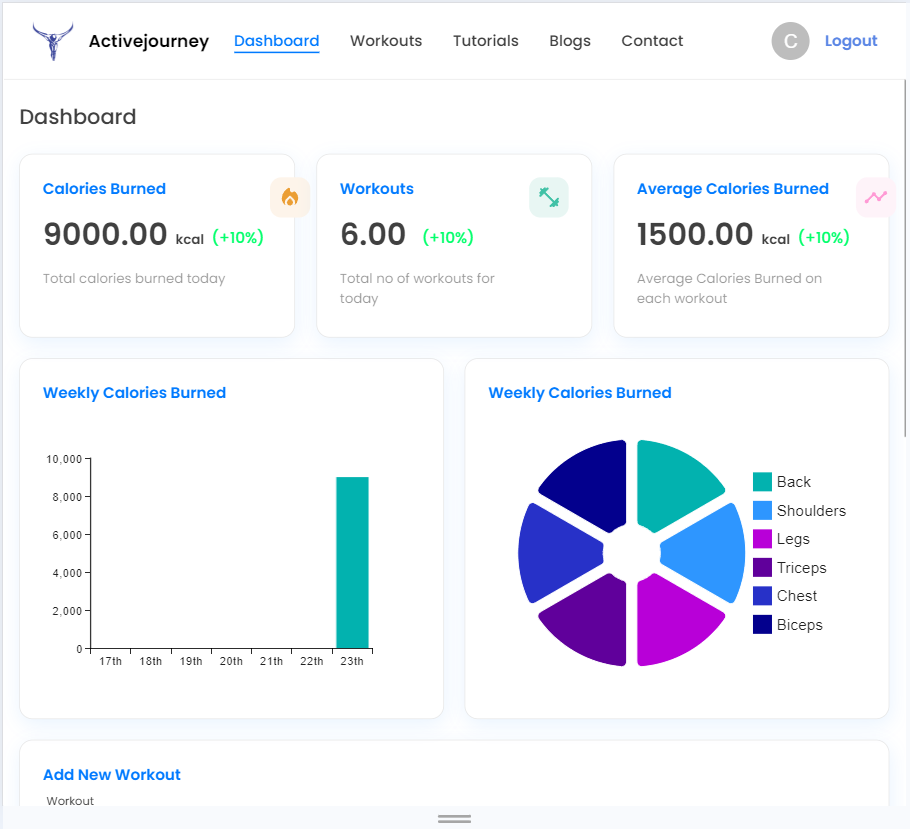 Activejourney Dashboard Workouts Tutorials Blogs Contact C Logout
Dashboard
Calories Burned
9000.00 kcal (+10%)
Total calories burned today
Workouts
6.00 (+10%)
Total no of workouts for
today
Average Calories Burned
1500.00 kcal (+10%)
Average Calories Burned on
each workout
Weekly Calories Burned
10,000
8,000
6,000
4,000
2,000
0
17th 18th 19th 20th 21th 22th 23th
Weekly Calories Burned
Back
Shoulders
Legs
Triceps
Chest
Biceps
Add New Workout
Workout